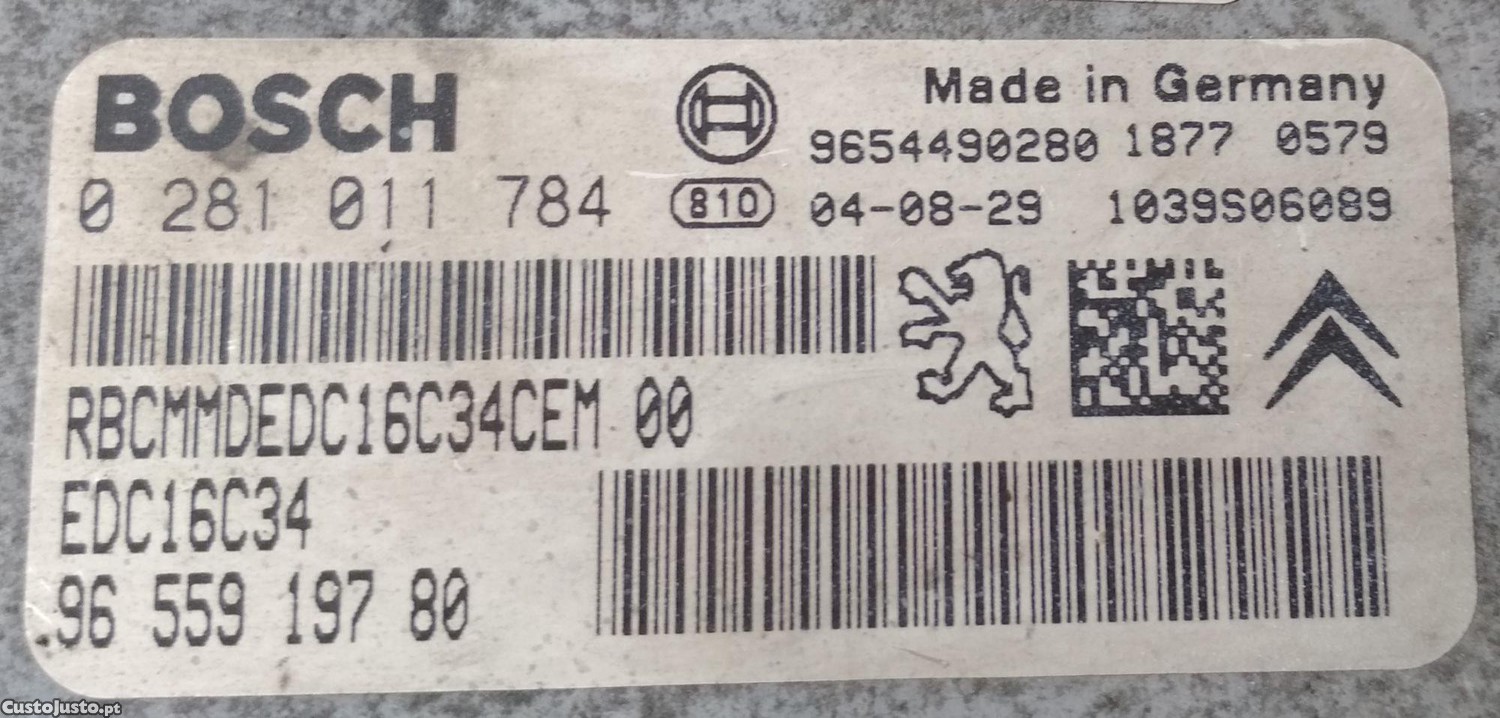 BOSCH
Made in Germany
9654490280 1877 0579
0 281 011 784 810 04-08-29 1039S06089
RBCMMDEDC16C34CEM 00
EDC16C34
96 559 197 80
CustoJusto.pt